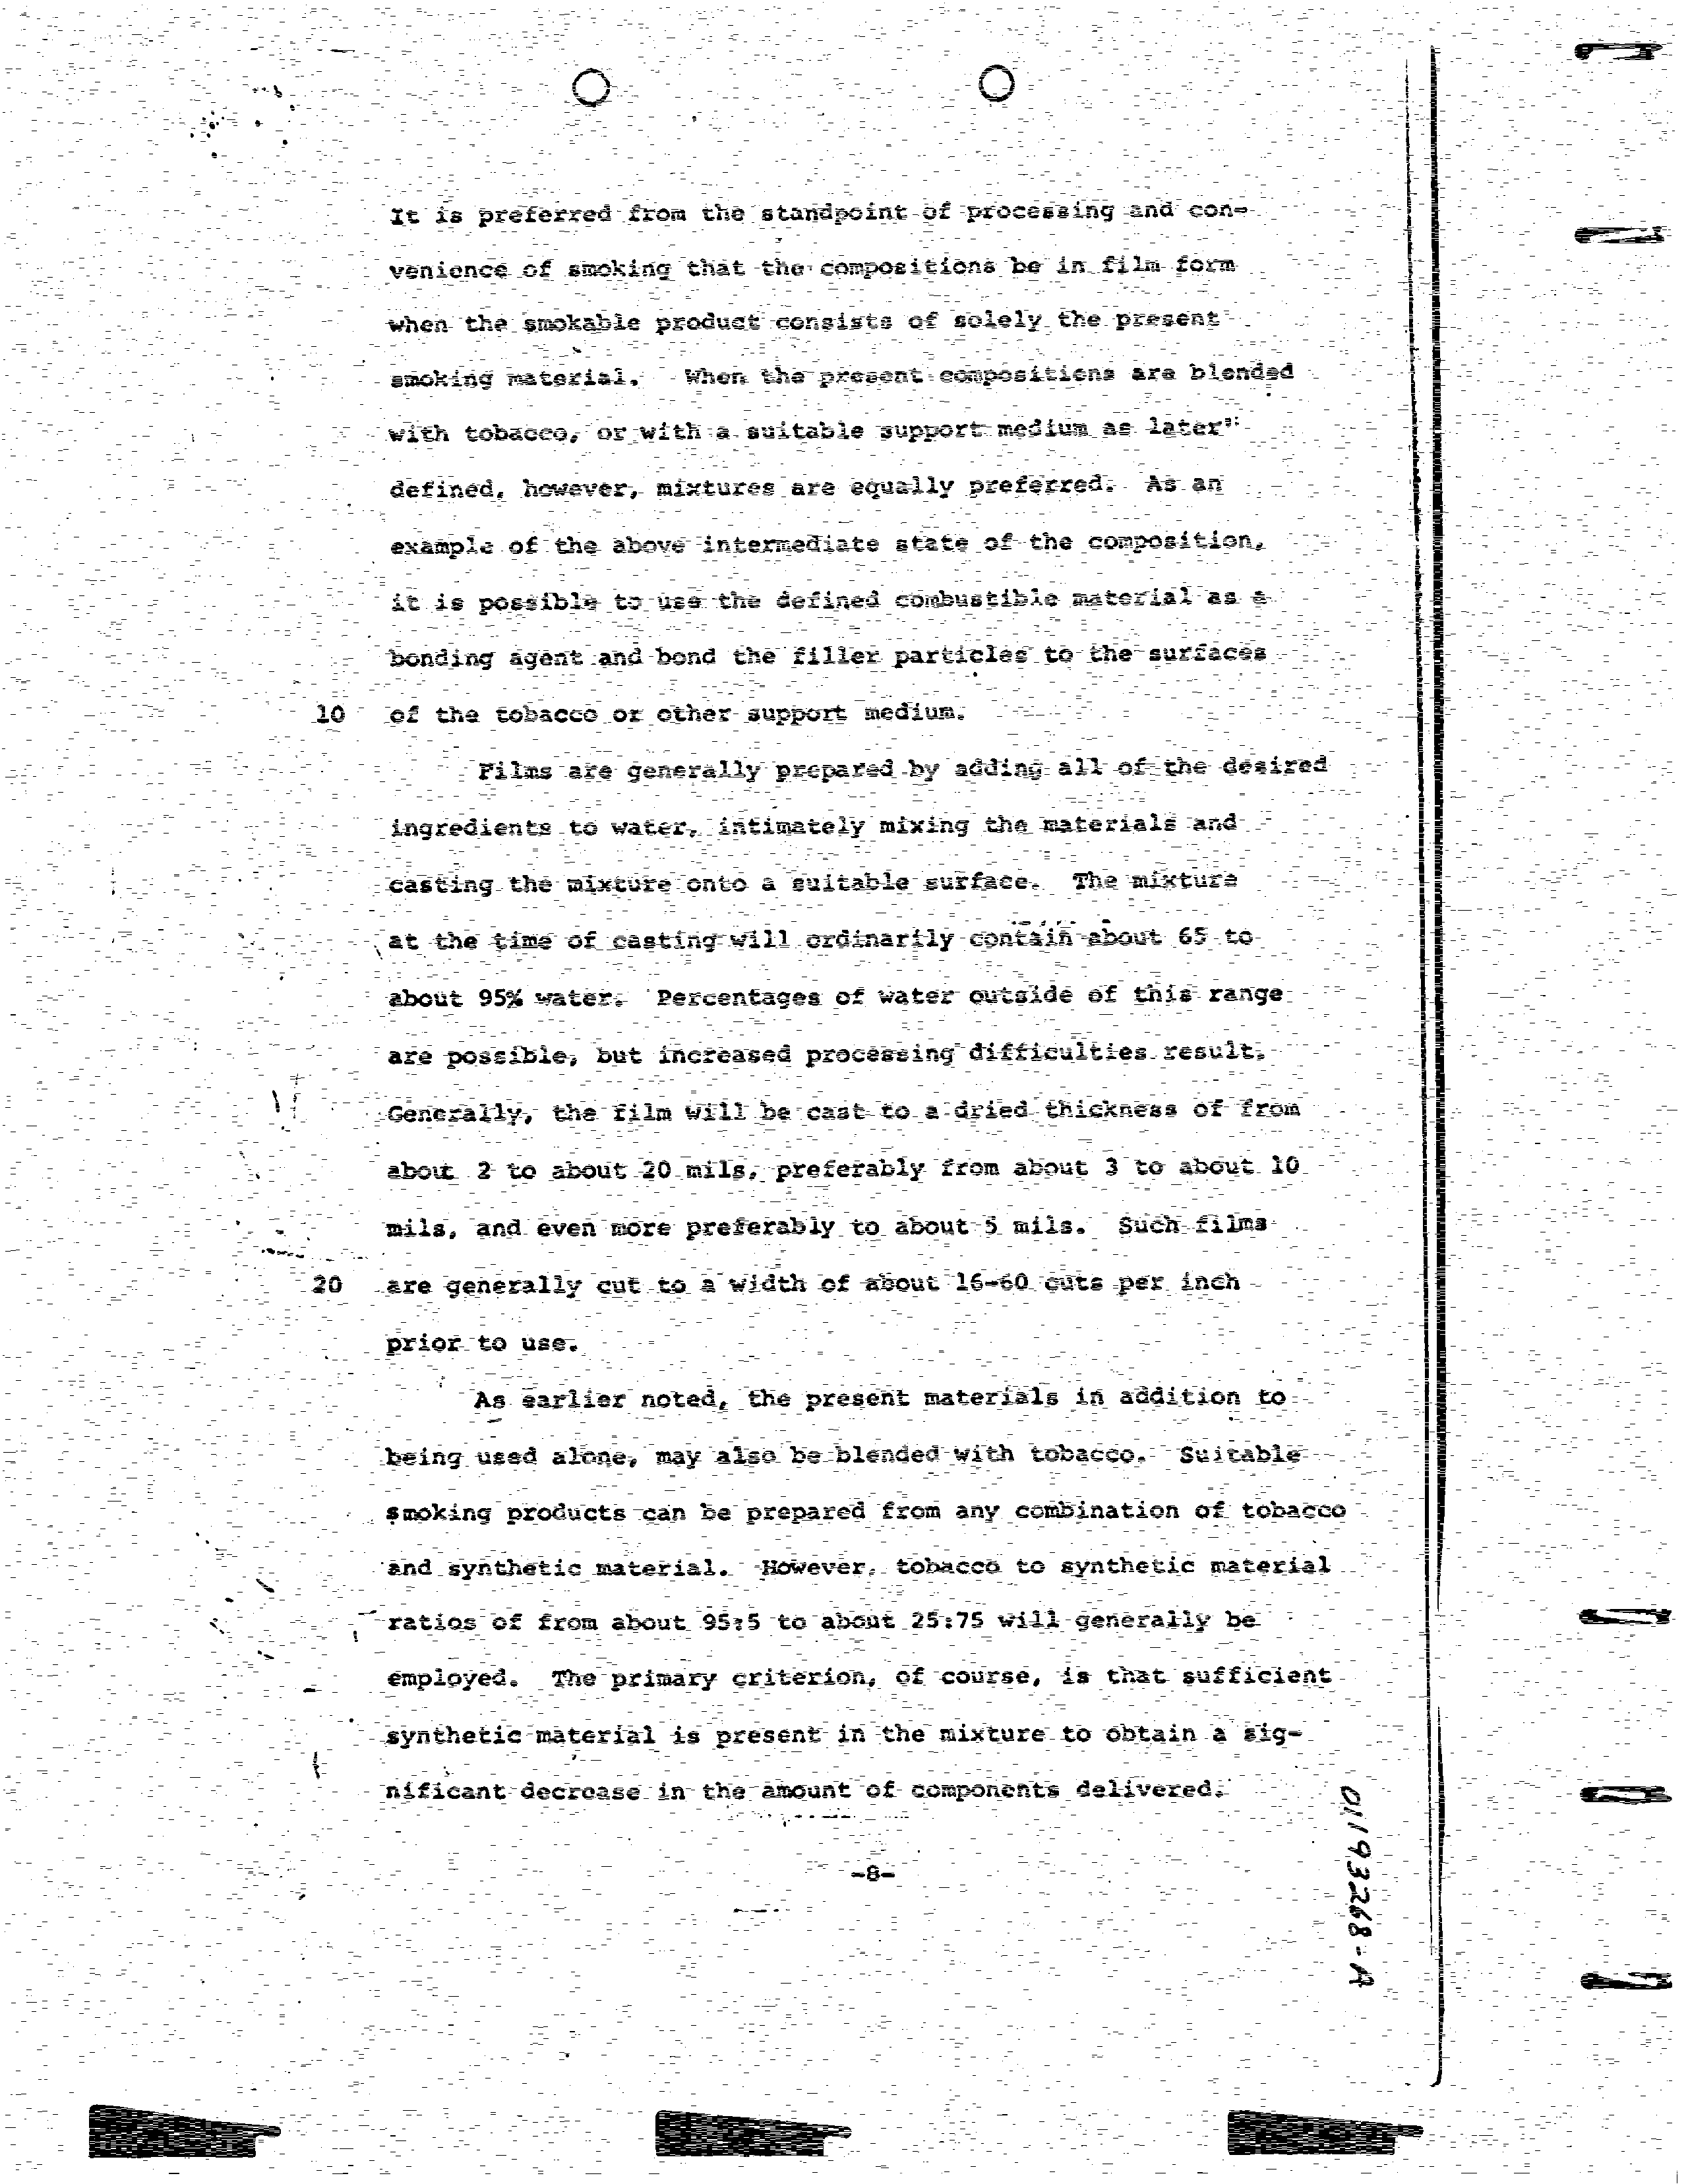 It is preferred from the standpoint of processing and con-
venience of smoking that the compositions be in film form
when the smokable product consists of solely the present
smoking material. When the present compositions are blended
with tobacco, or with a suitable support medium as later
defined, however, mixtures are equally preferred. As an
example of the above intermediate state of the composition,
it is possible to use the defined combustible material as a
bonding agent and bond the filler particles to the surfaces
10 of the tobacco or other support medium.
Films are generally prepared by adding all of the desired
ingredients to water, intimately mixing the materials and
casting the mixture onto a suitable surface. The mixture
at the time of casting will ordinarily contain about 65 to
about 95% water. Percentages of water outside of this range
are possible, but increased processing difficulties result.
Generally, the film will be cast to a dried thickness of from
about 2 to about 20 mils, preferably from about 3 to about 10
mils, and even more preferably to about 5 mils. Such films
20 are generally cut to a width of about 16-60 cuts per inch
prior to use.
As earlier noted, the present materials in addition to
being used alone, may also be blended with tobacco. Suitable
smoking products can be prepared from any combination of tobacco
and synthetic material. However, tobacco to synthetic material
ratios of from about 95:5 to about 25:75 will generally be
employed. The primary criterion, of course, is that sufficient
synthetic material is present in the mixture to obtain a sig-
nificant decrease in the amount of components delivered.
-8-
01193268-A